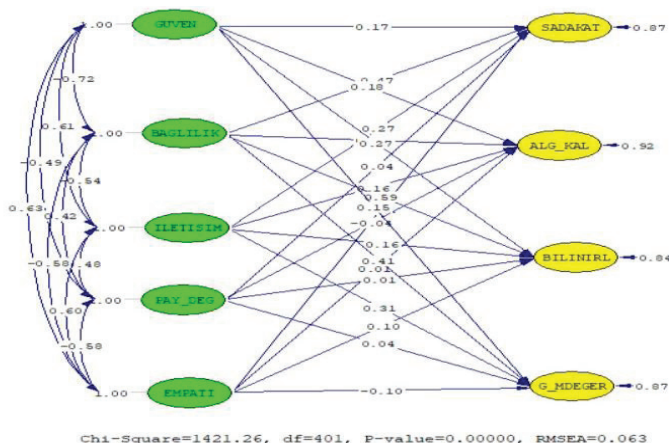 1.00 GUVEN 0.17 SADAKAT 0.87
-0.72
0.47
0.18
0.61 0.27
1.00 BAGLILIK 0.27 ALG_KAL 0.92
-0.49 0.04
-0.54
0.16
0.59
0.63 0.42 0.15
-0.04
1.00 ILETISIM 0.16 BILINIRL 0.84
0.41
-0.58 0.48 0.01
0.01
1.00 PAY_DEG 0.31
0.60 0.10
0.04
-0.58
1.00 EMPATI -0.10 G_MDEGER 0.87
Chi-Square=1421.26, df=401, P-value=0.00000, RMSEA=0.063